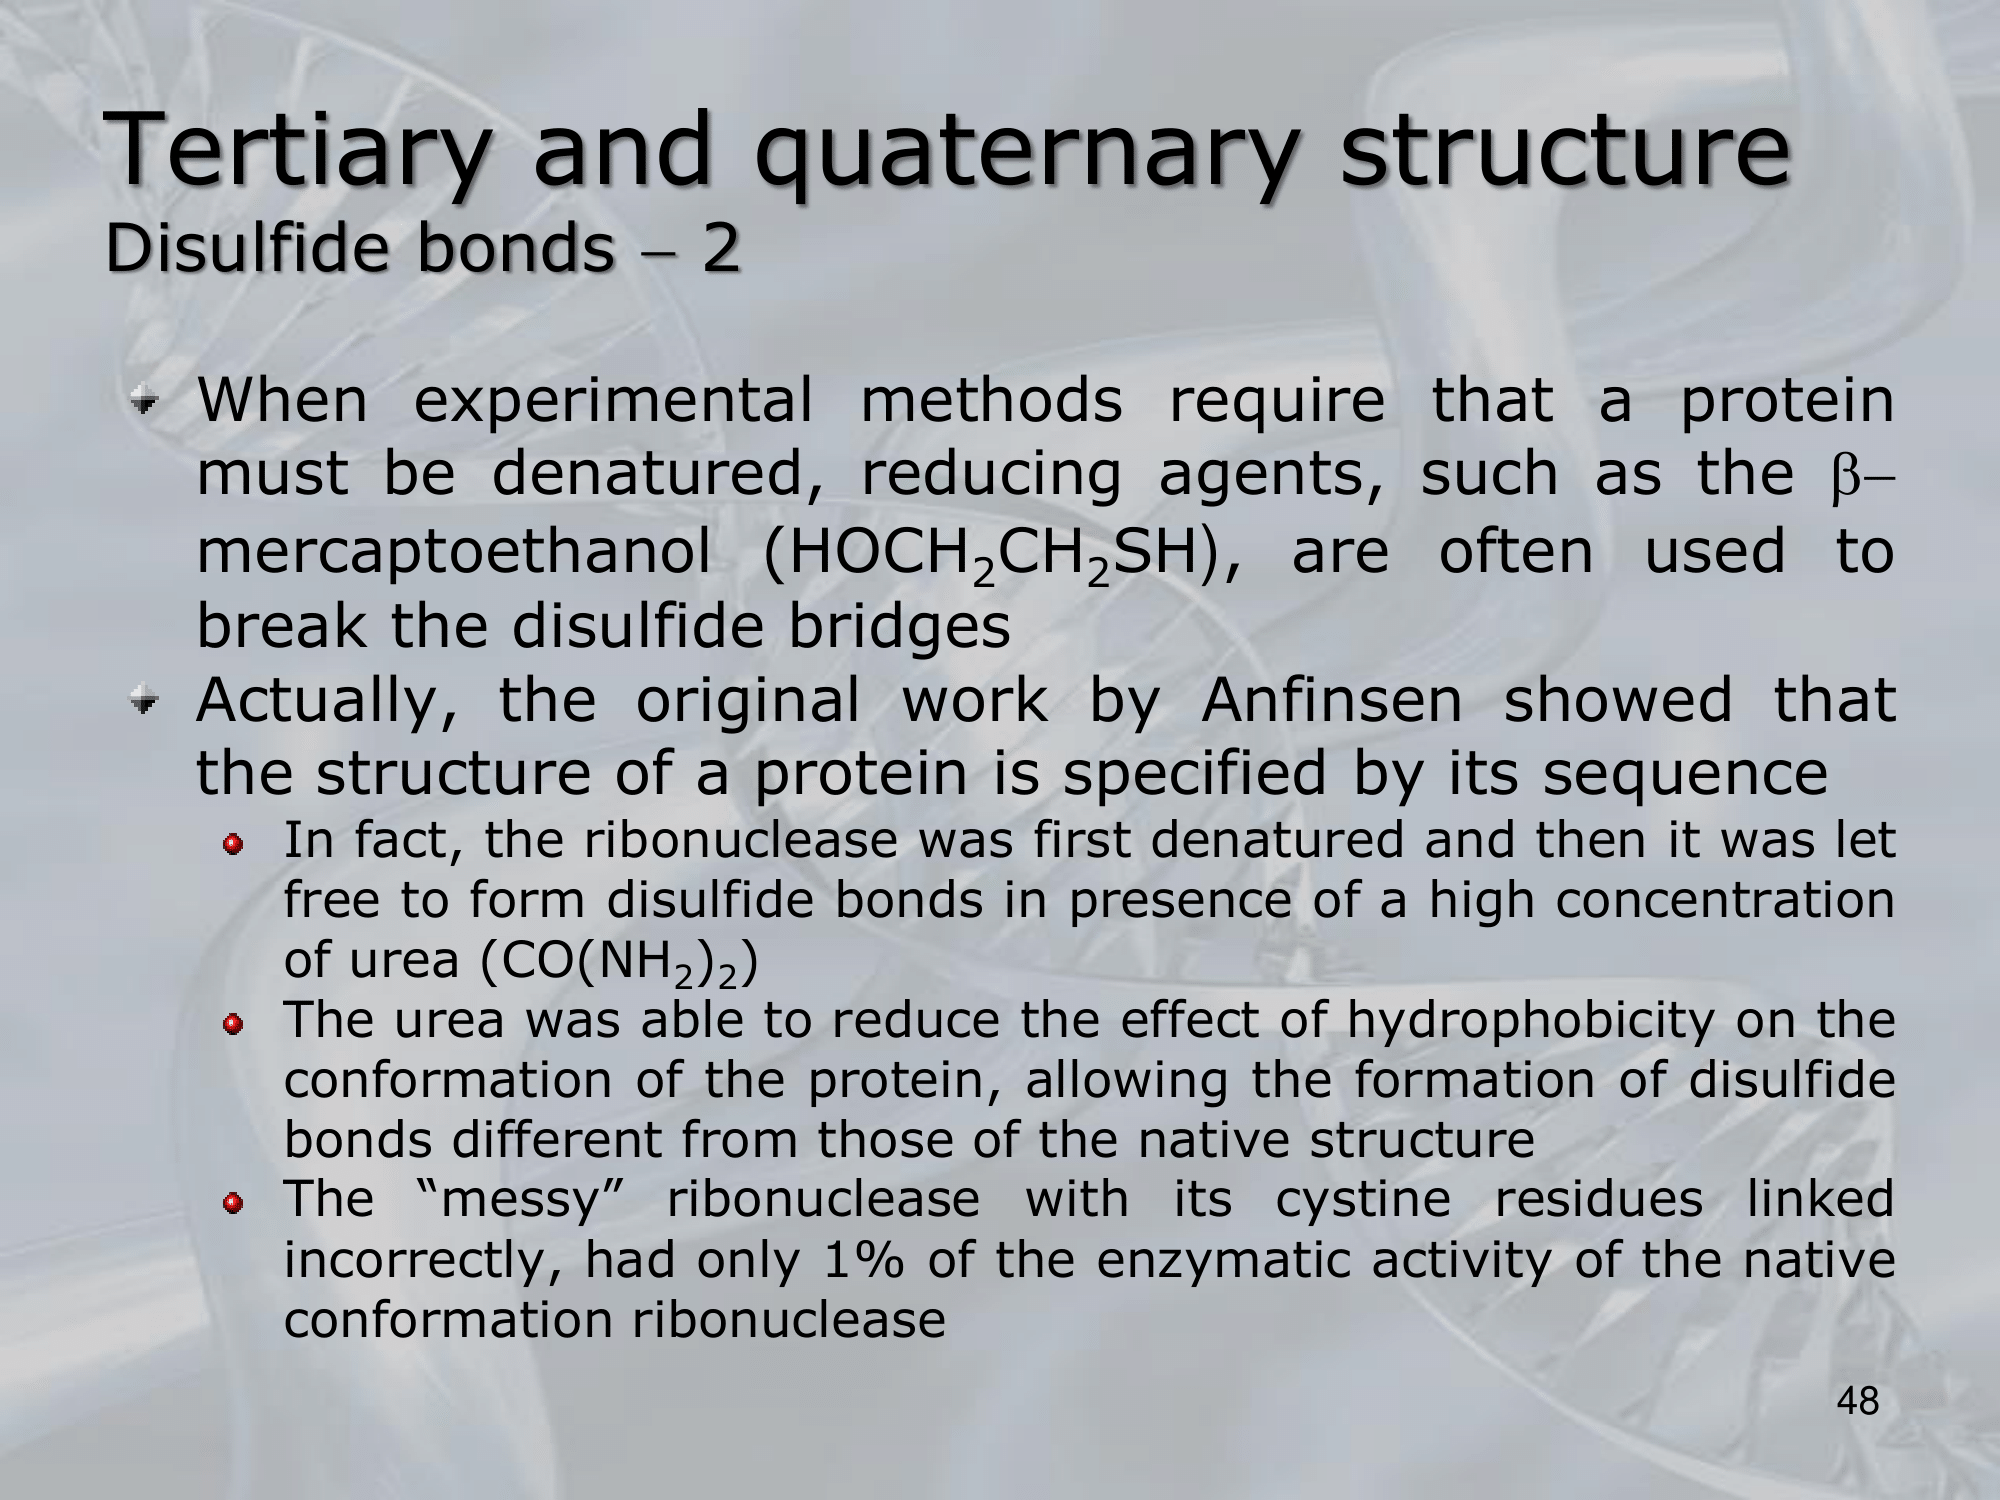 Tertiary and quaternary structure
Disulfide bonds – 2
When experimental methods require that a protein
must be denatured, reducing agents, such as the β–
mercaptoethanol (HOCH₂CH₂SH), are often used to
break the disulfide bridges
Actually, the original work by Anfinsen showed that
the structure of a protein is specified by its sequence
In fact, the ribonuclease was first denatured and then it was let
free to form disulfide bonds in presence of a high concentration
of urea (CO(NH₂)₂)
The urea was able to reduce the effect of hydrophobicity on the
conformation of the protein, allowing the formation of disulfide
bonds different from those of the native structure
The “messy” ribonuclease with its cystine residues linked
incorrectly, had only 1% of the enzymatic activity of the native
conformation ribonuclease
48